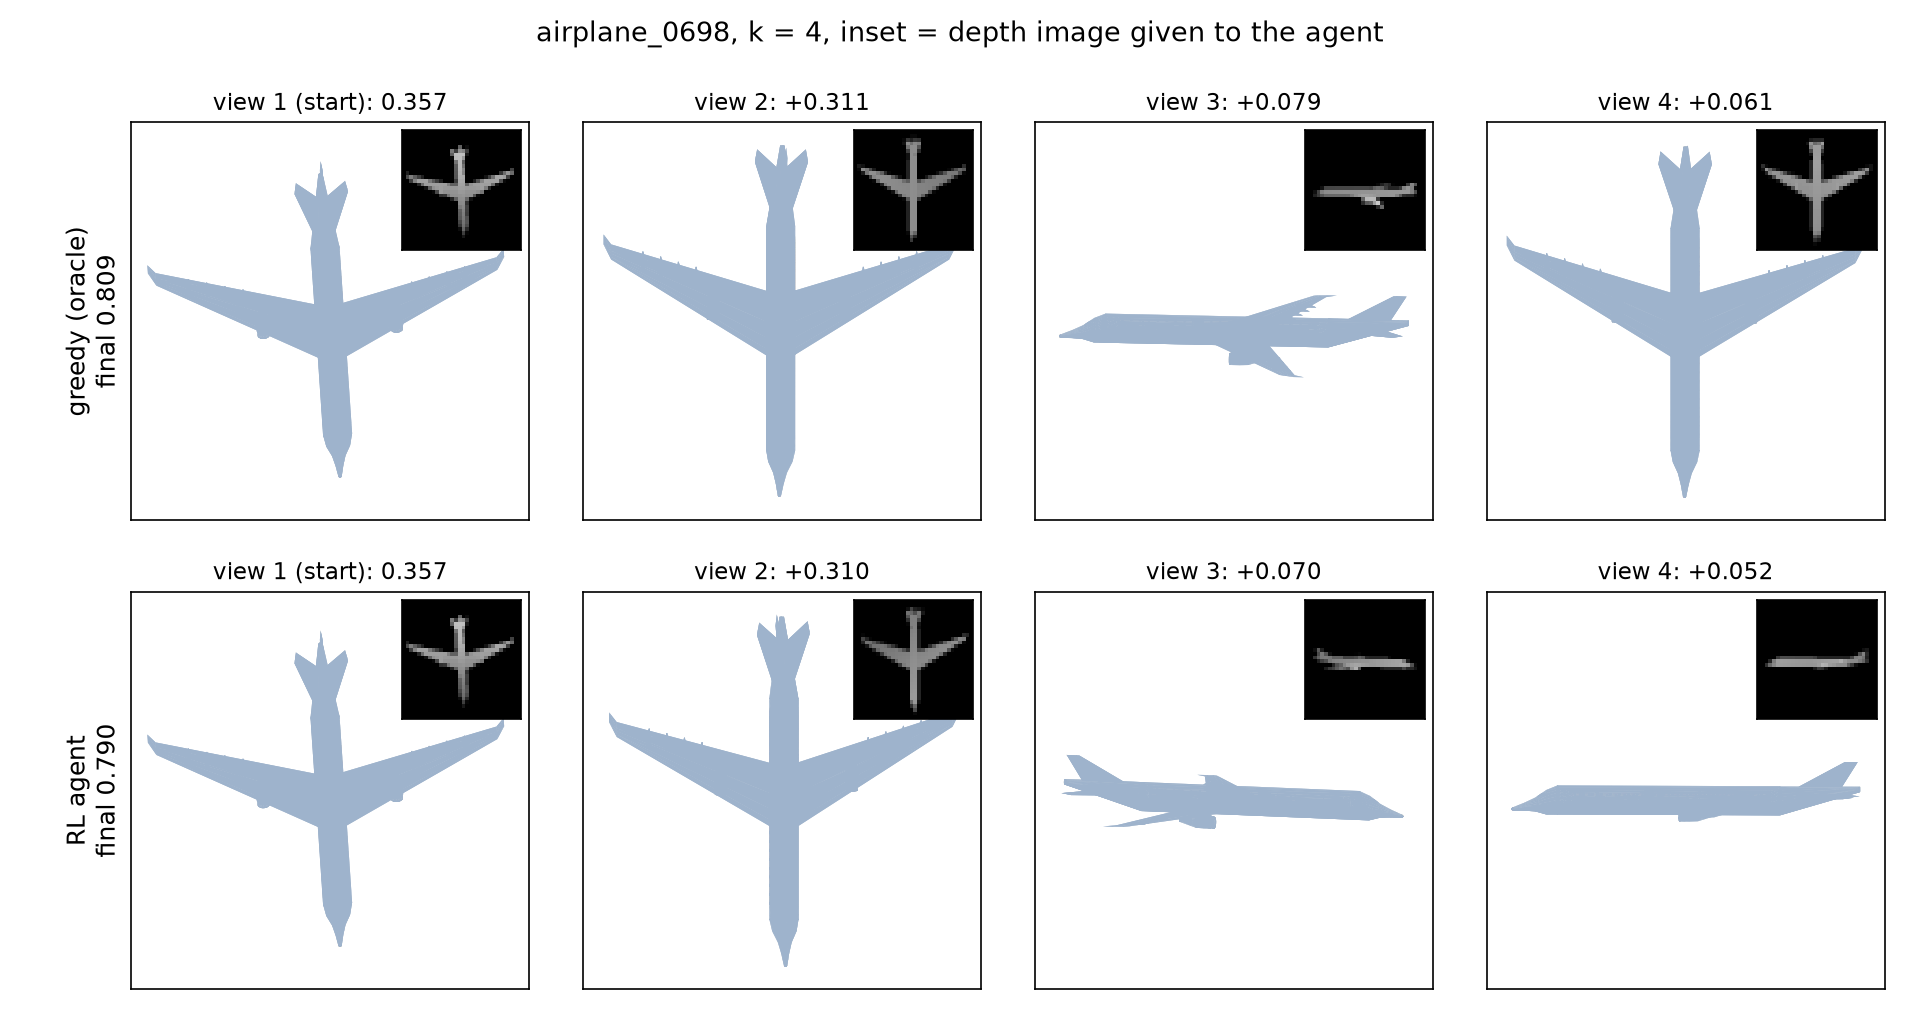 airplane_0698, k = 4, inset = depth image given to the agent
view 1 (start): 0.357
view 2: +0.311
view 3: +0.079
view 4: +0.061
greedy (oracle)
final 0.809
view 1 (start): 0.357
view 2: +0.310
view 3: +0.070
view 4: +0.052
RL agent
final 0.790